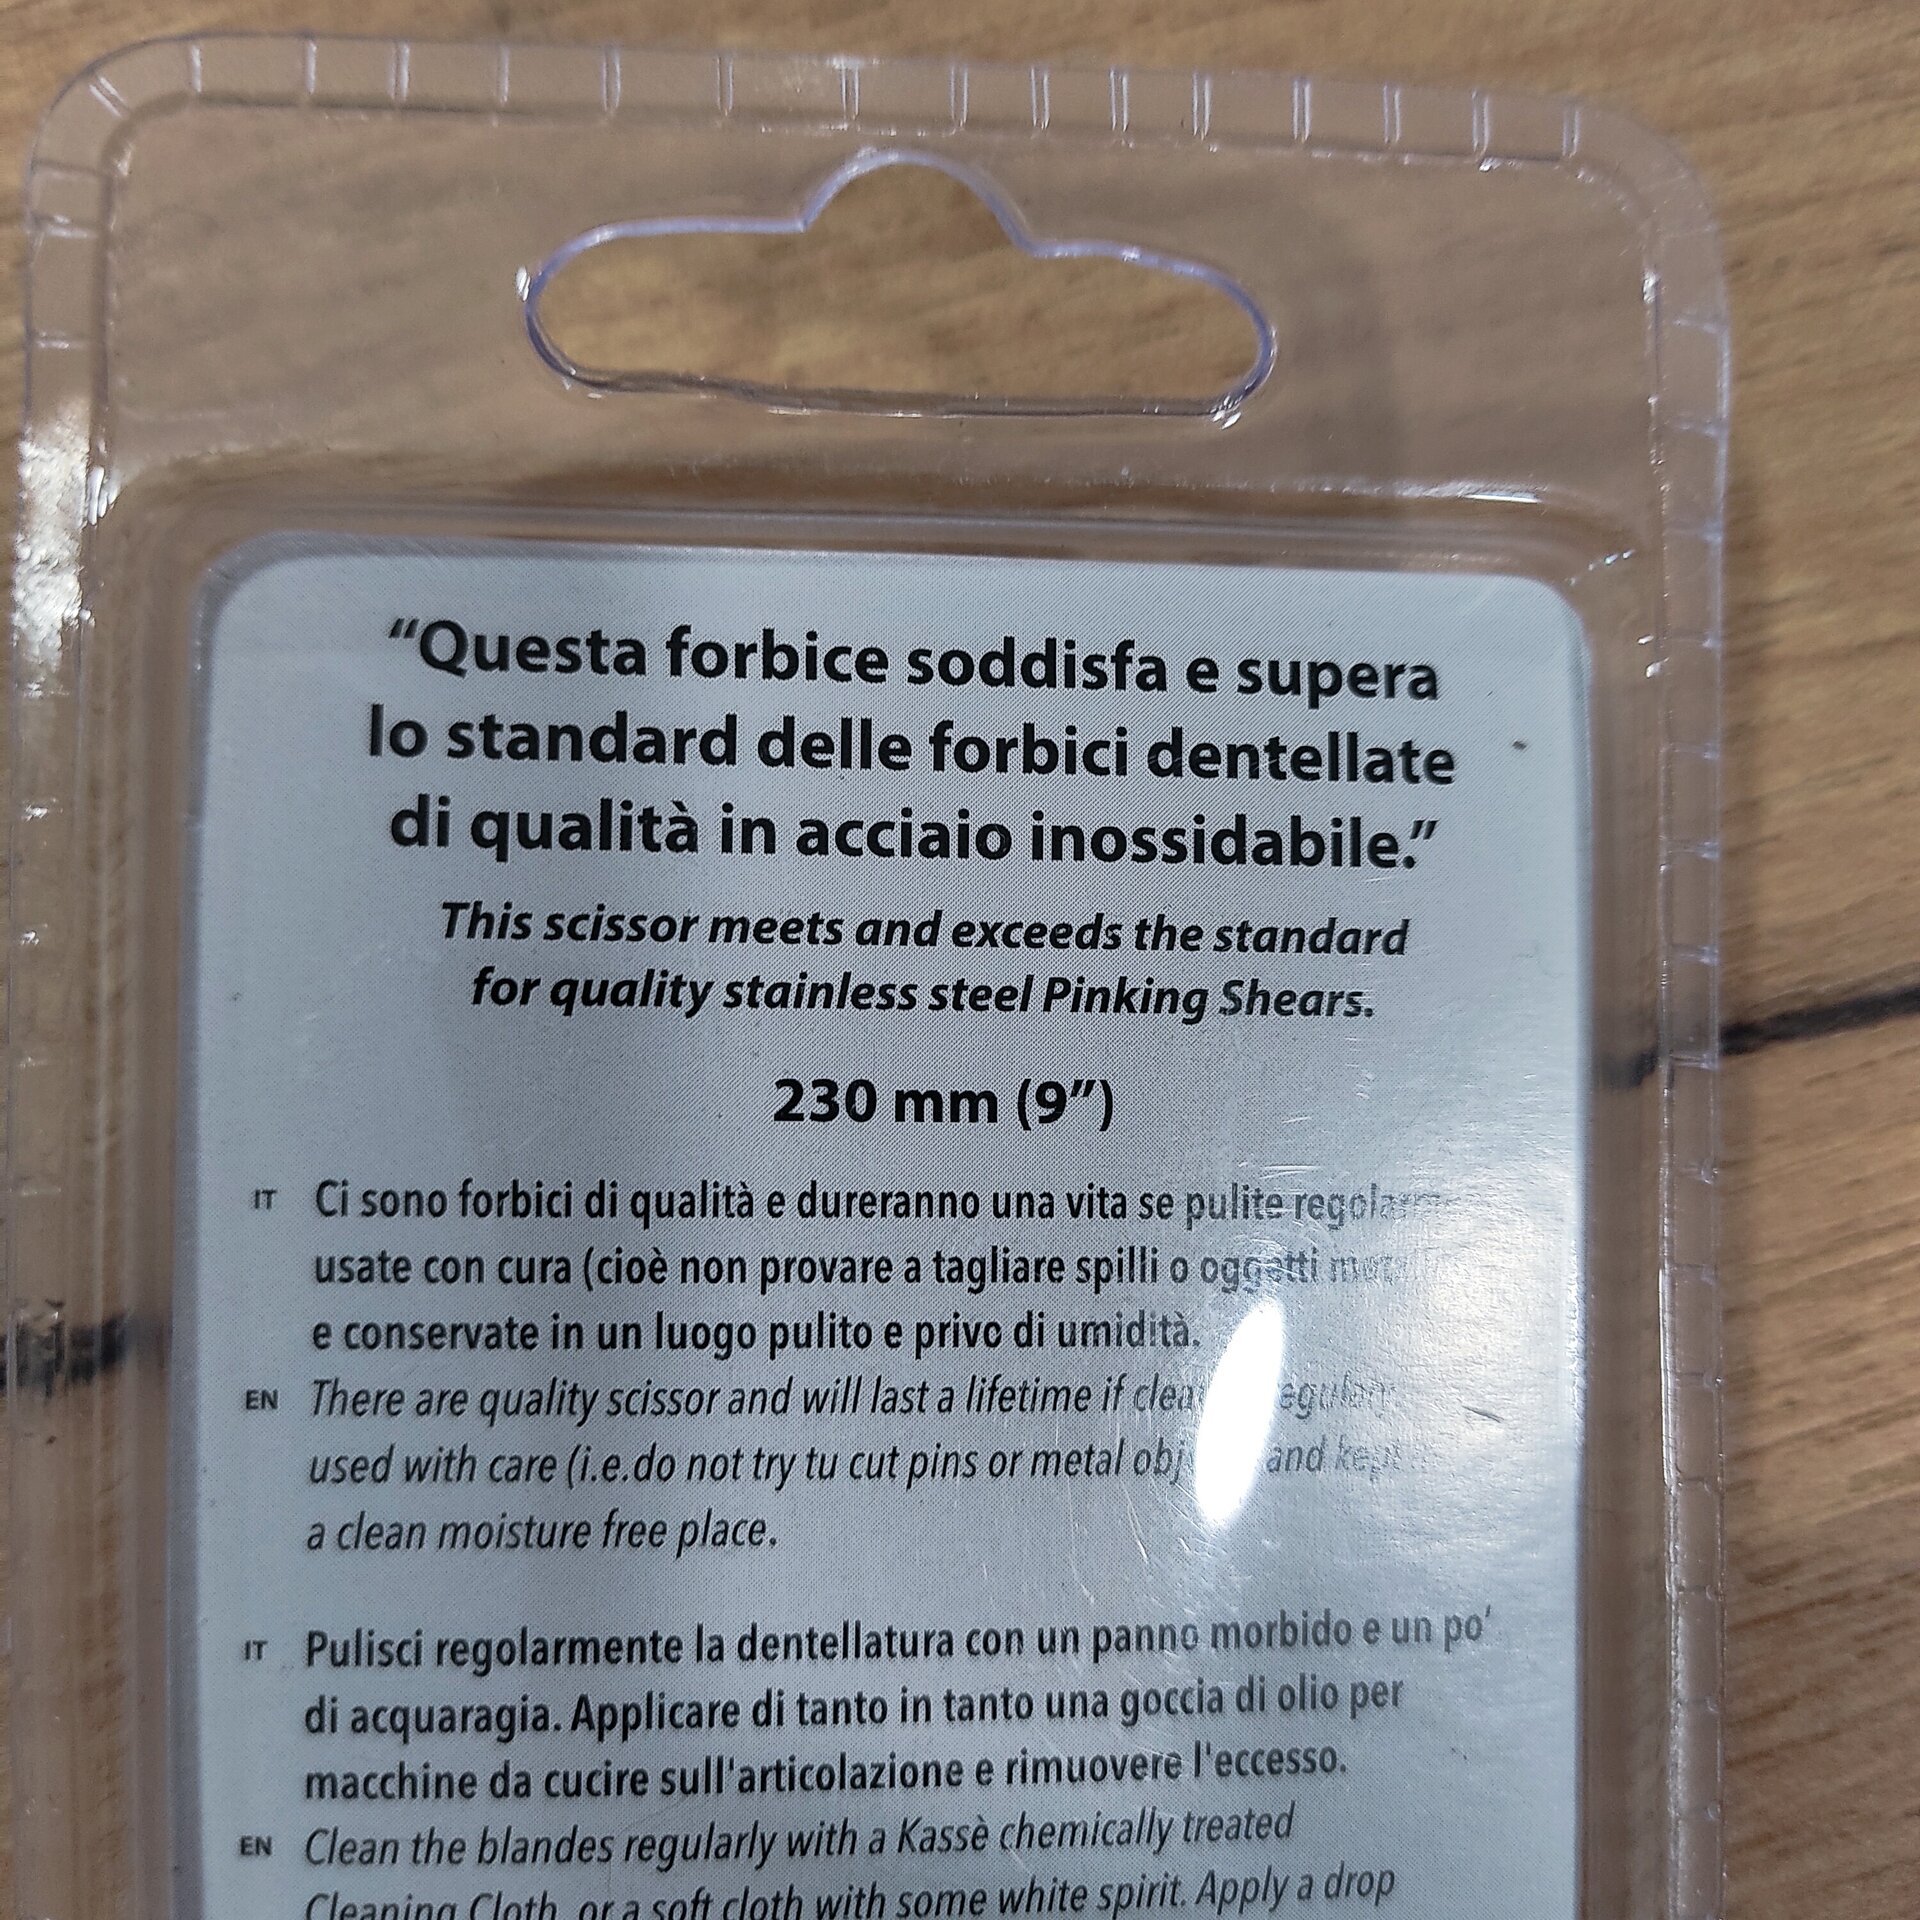 “Questa forbice soddisfa e supera
lo standard delle forbici dentellate
di qualità in acciaio inossidabile.”
This scissor meets and exceeds the standard
for quality stainless steel Pinking Shears.
230 mm (9”)
IT Ci sono forbici di qualità e dureranno una vita se pulite
usate con cura (cioè non provare a tagliare spilli o oggetti
e conservate in un luogo pulito e privo di umidità.
EN There are quality scissor and will last a lifetime if
used with care (i.e.do not try tu cut pins or metal and kept
a clean moisture free place.
IT Pulisci regolarmente la dentellatura con un panno morbido e un po’
di acquaragia. Applicare di tanto in tanto una goccia di olio per
macchine da cucire sull'articolazione e rimuovere l'eccesso.
EN Clean the blandes regularly with a Kassè chemically treated
Cleaning Cloth, or a soft cloth with some white spirit. Apply a drop